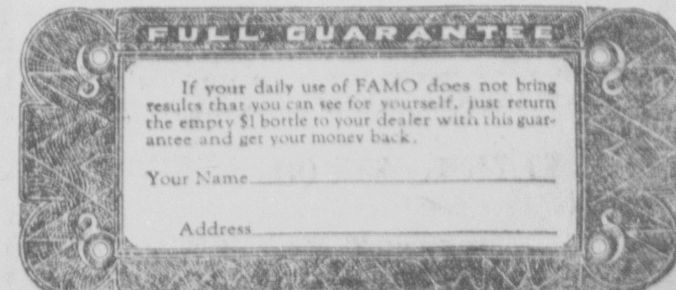 FULL GUARANTEE
If your daily use of FAMO does not bring
results that you can see for yourself, just return
the empty $1 bottle to your dealer with this guar-
antee and get your money back.
Your Name
Address